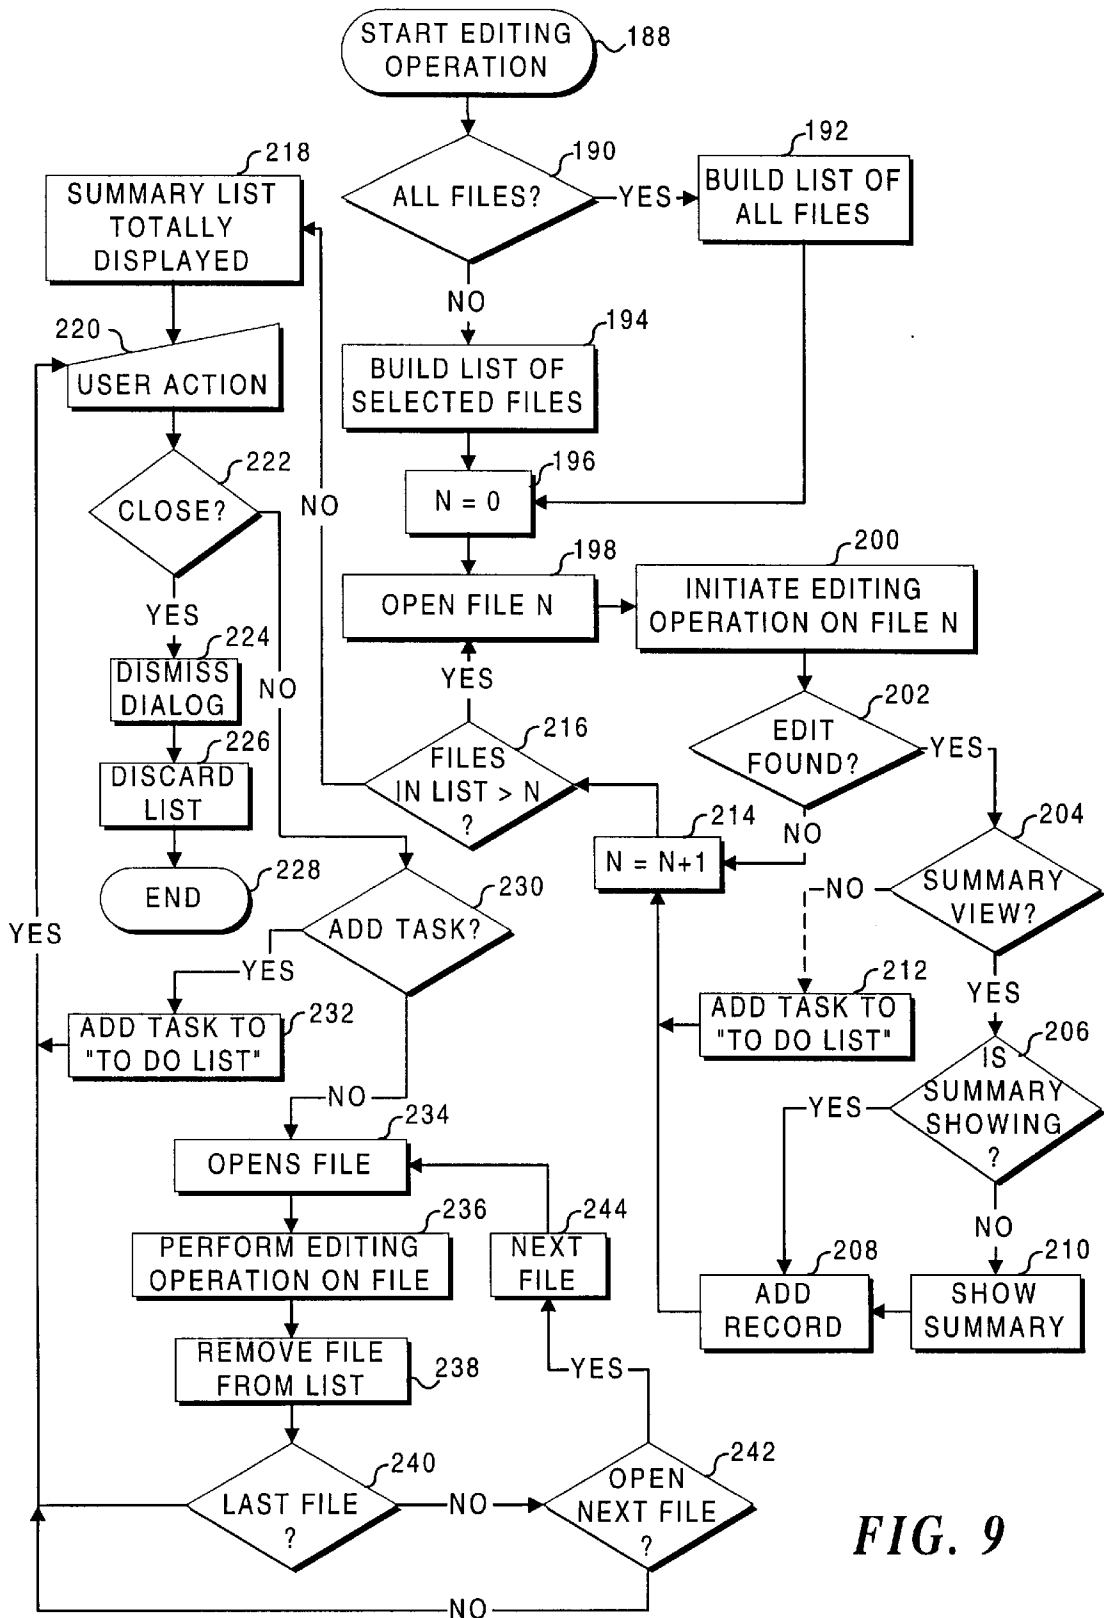 START EDITING
OPERATION
188
ALL FILES?
190
YES
192
BUILD LIST OF
ALL FILES
NO
194
BUILD LIST OF
SELECTED FILES
196
N = 0
198
OPEN FILE N
200
INITIATE EDITING
OPERATION ON FILE N
202
EDIT
FOUND?
YES
NO
204
SUMMARY
VIEW?
NO
YES
212
ADD TASK TO
"TO DO LIST"
206
IS
SUMMARY
SHOWING
?
YES
NO
208
ADD
RECORD
210
SHOW
SUMMARY
214
N = N+1
216
FILES
IN LIST > N
?
YES
NO
218
SUMMARY LIST
TOTALLY
DISPLAYED
220
USER ACTION
222
CLOSE?
YES
NO
224
DISMISS
DIALOG
226
DISCARD
LIST
228
END
230
ADD TASK?
YES
232
ADD TASK TO
"TO DO LIST"
NO
234
OPENS FILE
236
PERFORM EDITING
OPERATION ON FILE
238
REMOVE FILE
FROM LIST
240
LAST FILE
?
YES
NO
242
OPEN
NEXT FILE
?
YES
244
NEXT
FILE
NO
FIG. 9